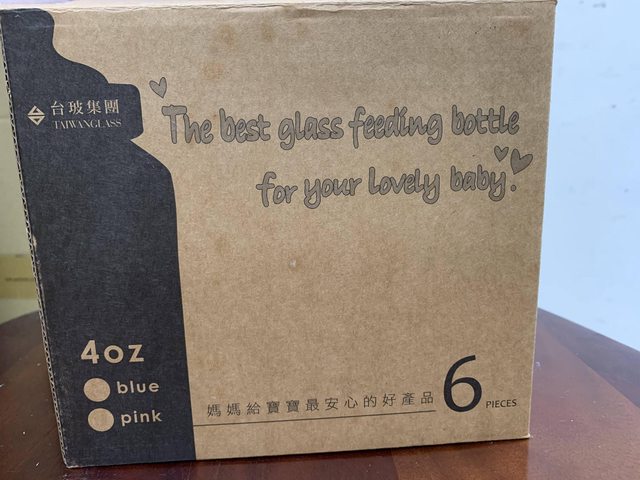 台玻集團
TAIWANGLASS
The best glass feeding bottle
for your lovely baby.
4oz
blue
pink
媽媽給寶寶最安心的好產品 6 PIECES